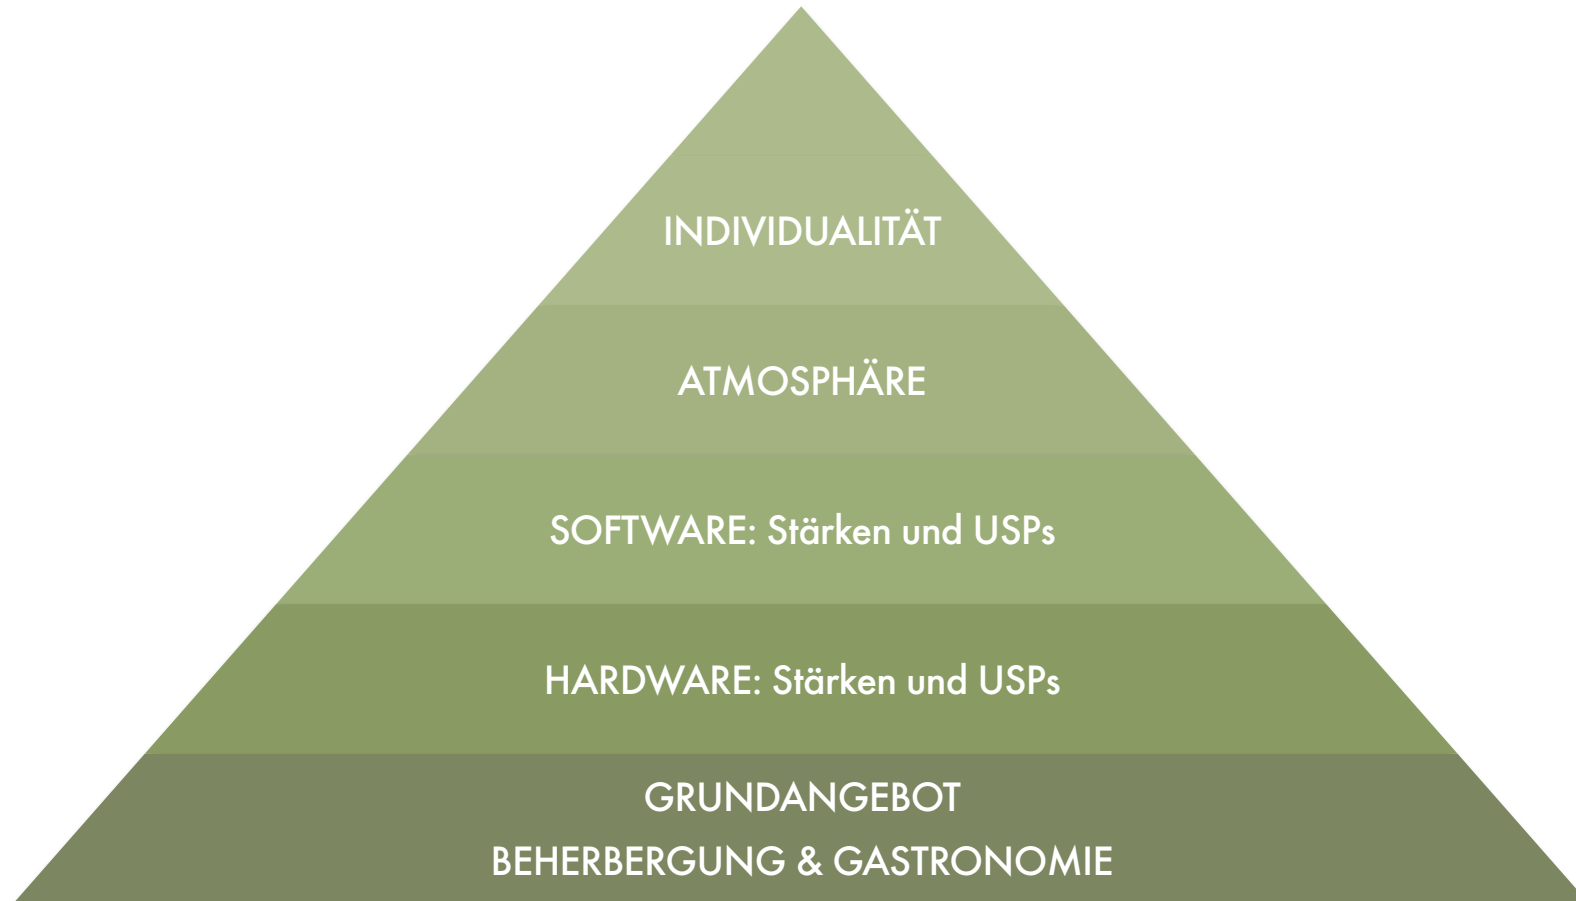 INDIVIDUALITÄT
ATMOSPHÄRE
SOFTWARE: Stärken und USPs
HARDWARE: Stärken und USPs
GRUNDANGEBOT
BEHERBERGUNG & GASTRONOMIE